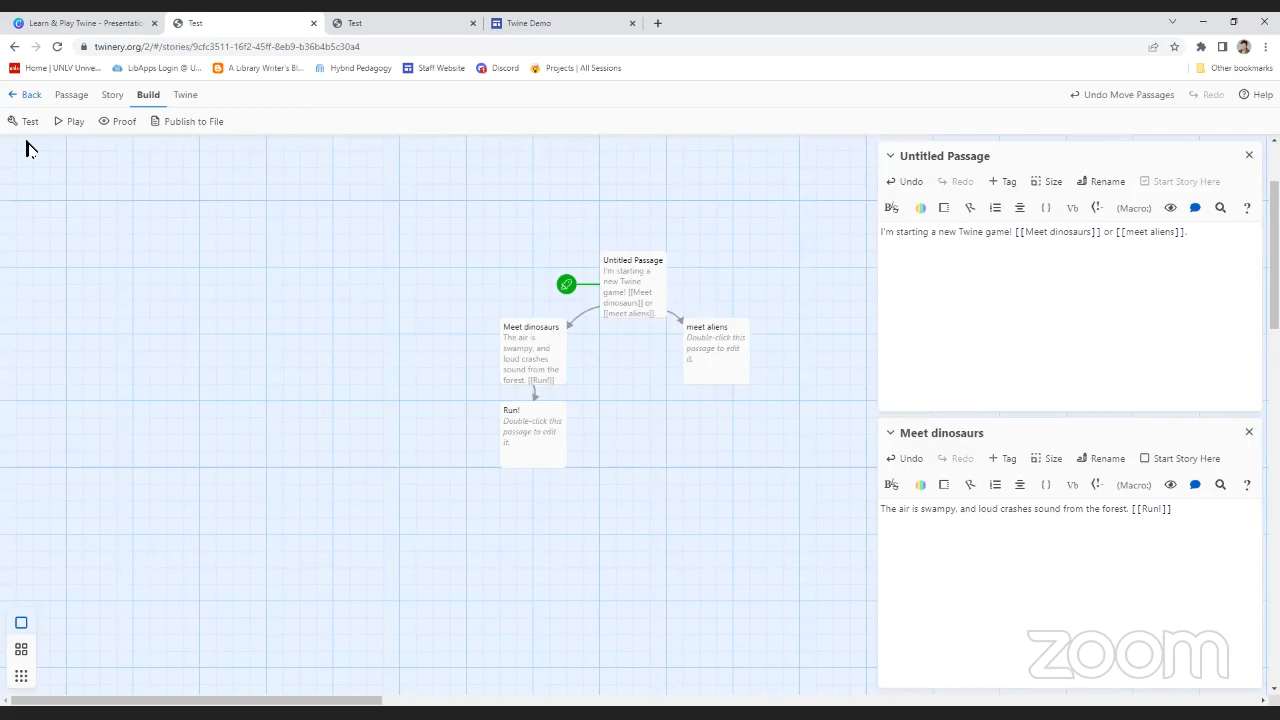 Learn & Play Twine - Presentatio
Test
Test
Twine Demo
twinery.org/2/#/stories/9cfc3511-16f2-45ff-8eb9-b36b4b5c30a4
Home | UNLV Unive...
LibApps Login @ U...
A Library Writer's Bl...
Hybrid Pedagogy
Staff Website
Discord
Projects | All Sessions
Other bookmarks
Back
Passage
Story
Build
Twine
Undo Move Passages
Redo
Help
Test
Play
Proof
Publish to File
Untitled Passage
I'm starting a
new Twine
game! [[Meet
dinosaurs]] or
[[meet aliens]].
Meet dinosaurs
The air is
swampy, and
loud crashes
sound from the
forest. [[Run!]]
meet aliens
Double-click this
passage to edit
it.
Run!
Double-click this
passage to edit
it.
Untitled Passage
Undo
Redo
+ Tag
Size
Rename
Start Story Here
(Macro:)
I'm starting a new Twine game! [[Meet dinosaurs]] or [[meet aliens]].
Meet dinosaurs
Undo
Redo
+ Tag
Size
Rename
Start Story Here
(Macro:)
The air is swampy, and loud crashes sound from the forest. [[Run!]]
zoom